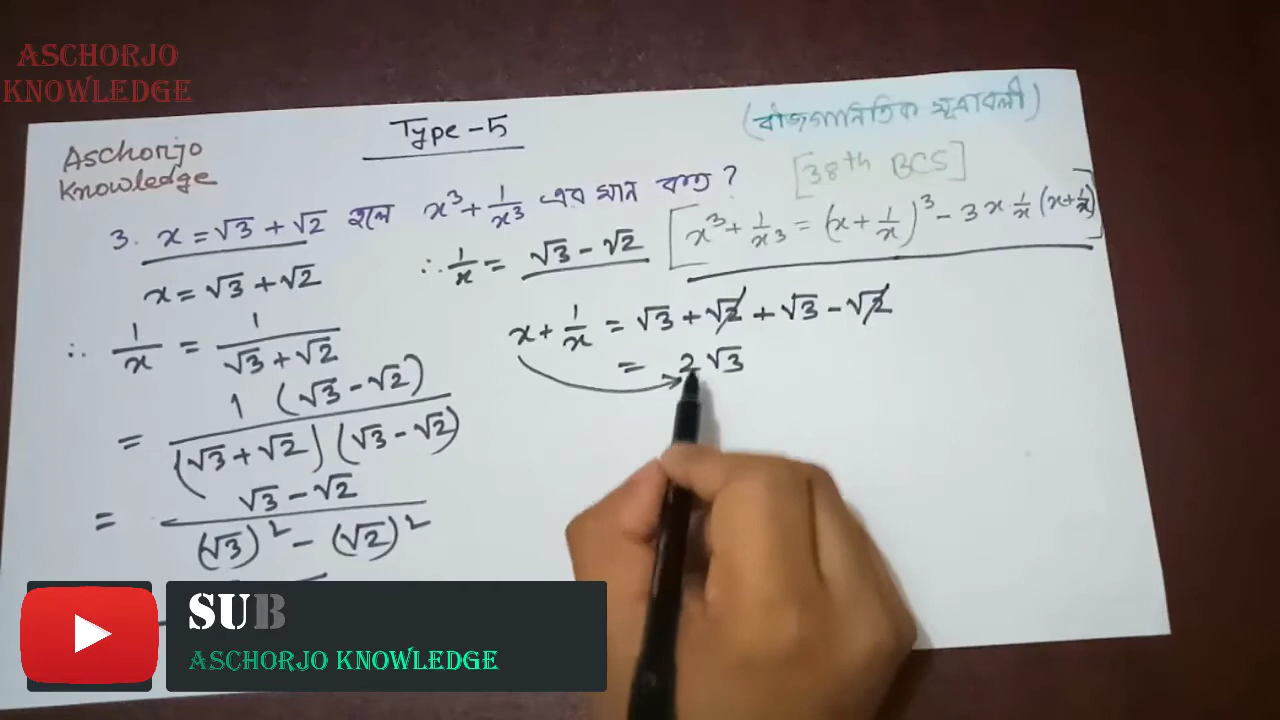 ASCHORJO
KNOWLEDGE
Type-5
(বীজগাণিতিক সূত্রাবলী)
Aschorjo
Knowledge
[38th BCS]
3. x = √3 + √2 হলে x³ + 1/x³ এর মান কত ?
[x³ + 1/x³ = (x + 1/x)³ - 3 x 1/x (x + 1/x)]
x = √3 + √2
∴ 1/x = 1/(√3 + √2)
= 1 (√3 - √2)/(√3 + √2) (√3 - √2)
= √3 - √2/(√3)² - (√2)²
∴ 1/x = √3 - √2
x + 1/x = √3 + √2 + √3 - √2
= 2√3
SUB
ASCHORJO KNOWLEDGE